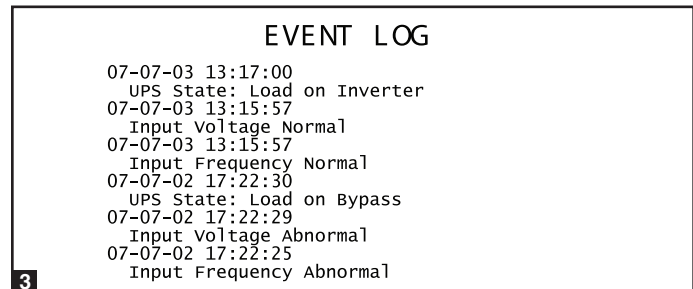 EVENT LOG
07-07-03 13:17:00
UPS State: Load on Inverter
07-07-03 13:15:57
Input Voltage Normal
07-07-03 13:15:57
Input Frequency Normal
07-07-02 17:22:30
UPS State: Load on Bypass
07-07-02 17:22:29
Input Voltage Abnormal
07-07-02 17:22:25
Input Frequency Abnormal
3